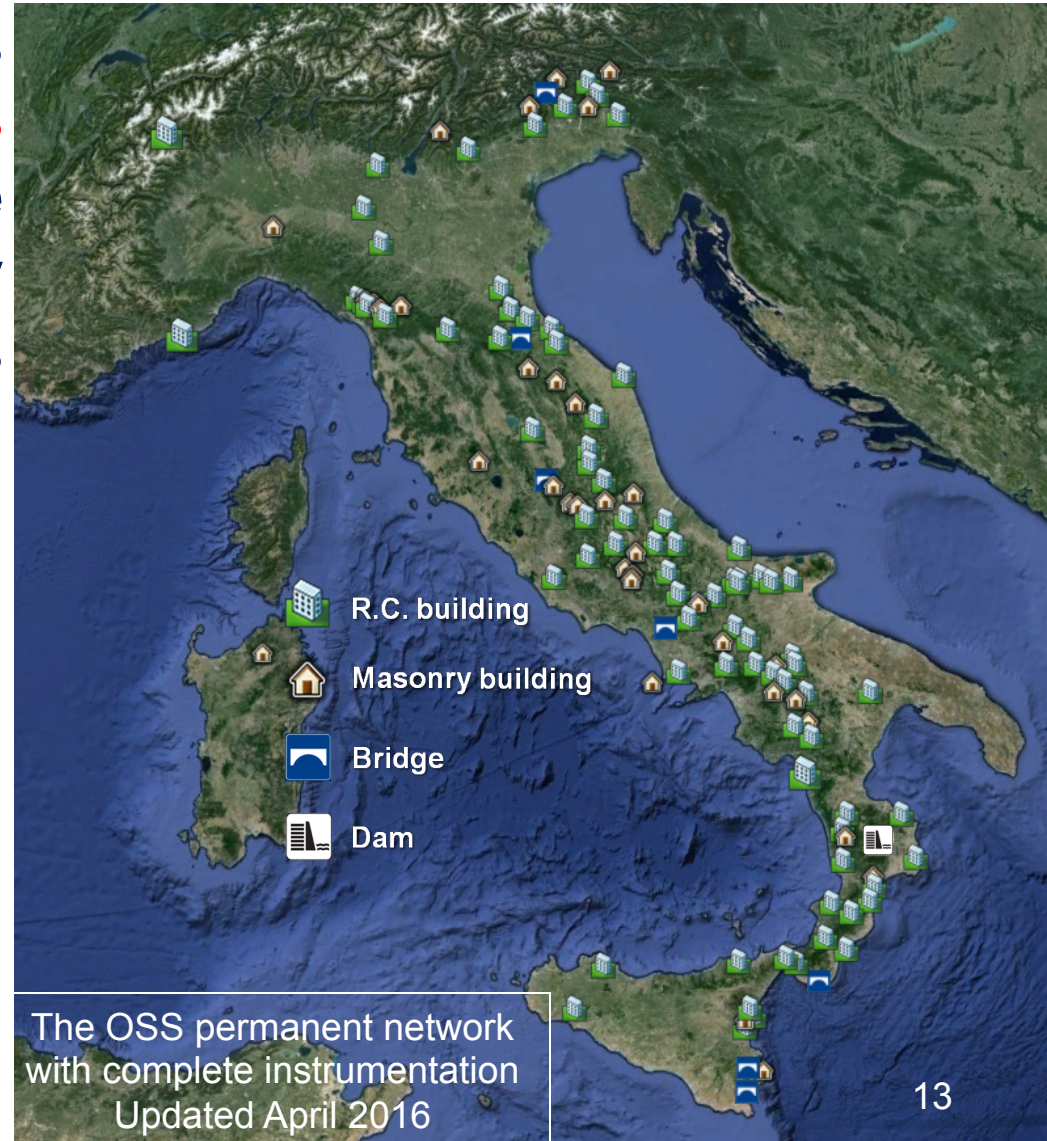 R.C. building
Masonry building
Bridge
Dam
The OSS permanent network
with complete instrumentation
Updated April 2016
13